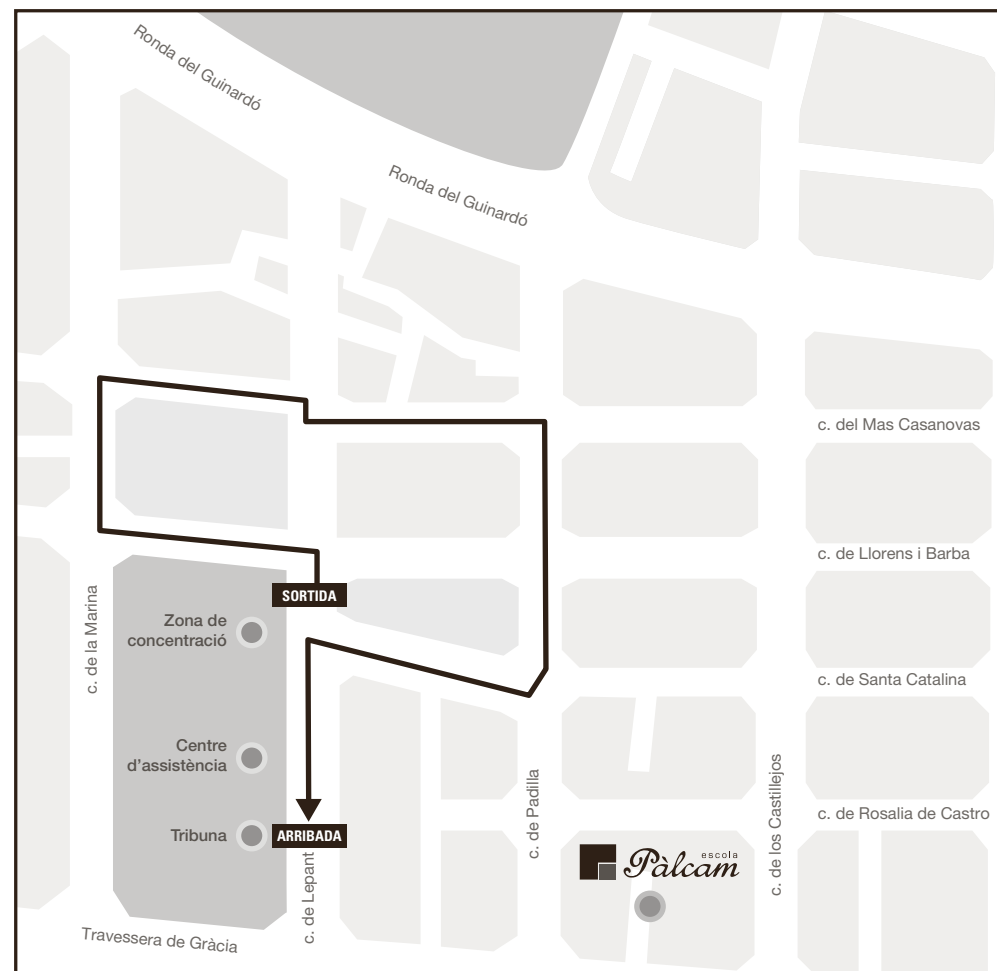 Ronda del Guinardó
Ronda del Guinardó
c. del Mas Casanovas
c. de Llorens i Barba
SORTIDA
c. de la Marina
Zona de
concentració
c. de Santa Catalina
Centre
d’assistència
c. de Padilla
c. de los Castillejos
c. de Rosalia de Castro
Tribuna
ARRIBADA
c. de Lepant
escola
Pàlcam
Travessera de Gràcia